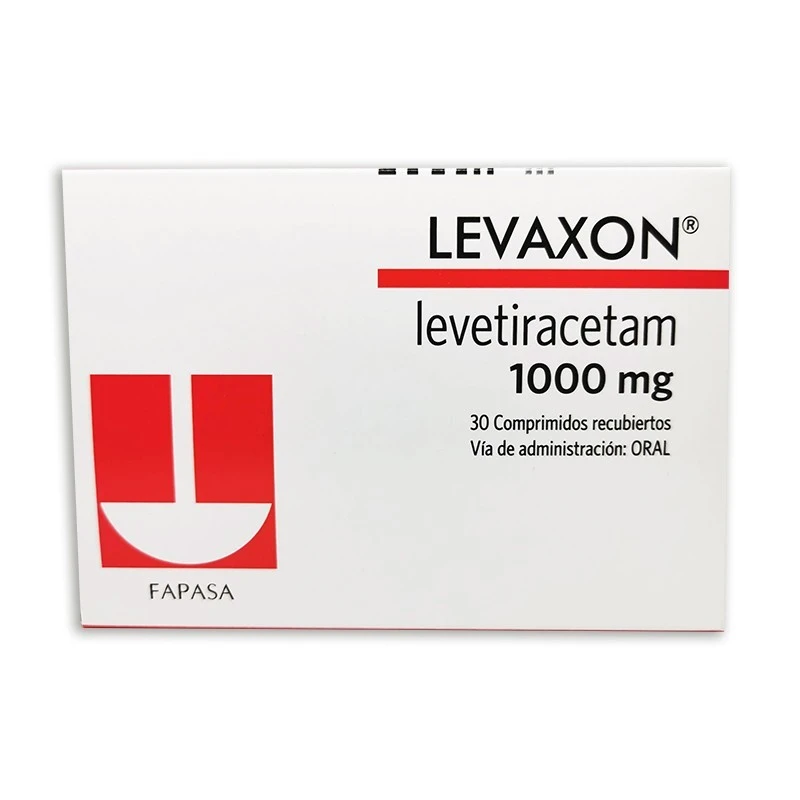 LEVAXON®
levetiracetam
1000 mg
30 Comprimidos recubiertos
Vía de administración: ORAL
FAPASA